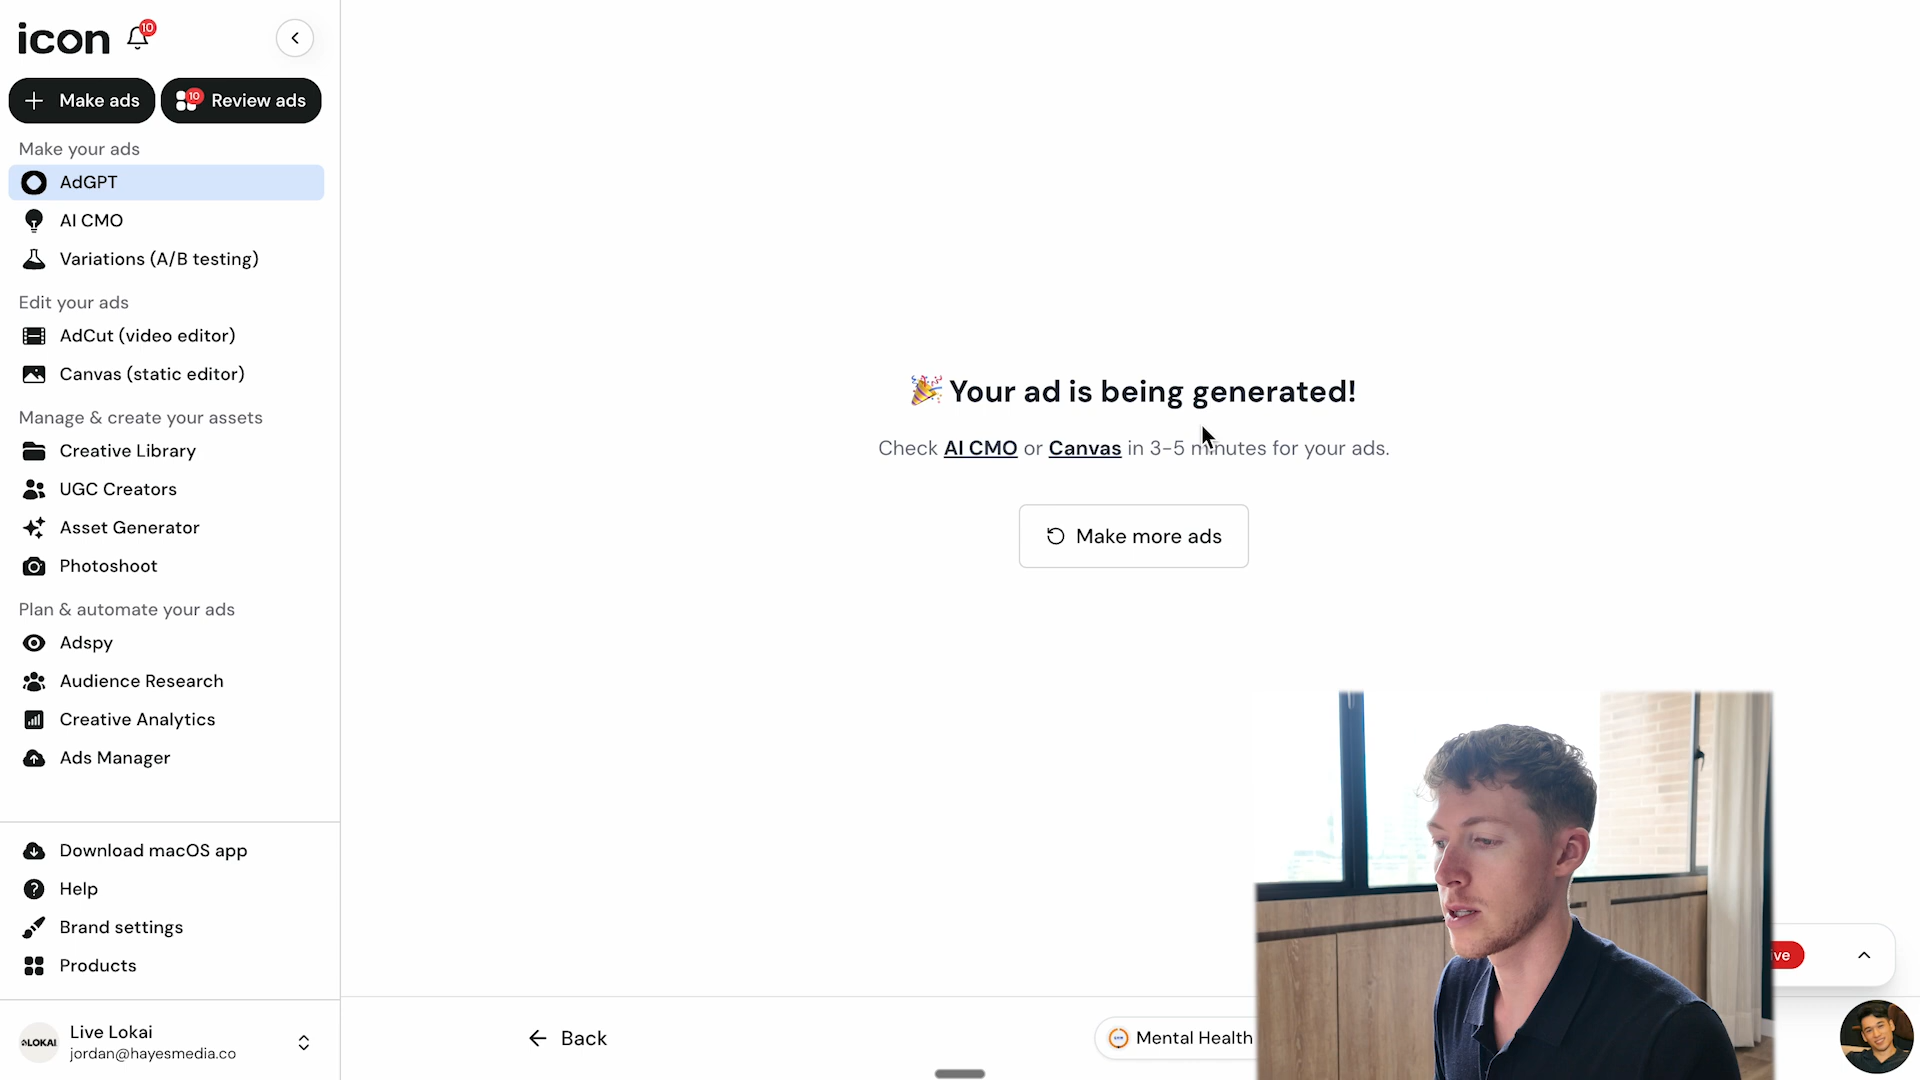 icon
10
Make ads
10
Review ads
Make your ads
AdGPT
AI CMO
Variations (A/B testing)
Edit your ads
AdCut (video editor)
Canvas (static editor)
Manage & create your assets
Creative Library
UGC Creators
Asset Generator
Photoshoot
Plan & automate your ads
Adspy
Audience Research
Creative Analytics
Ads Manager
Download macOS app
Help
Brand settings
Products
LOKAI
Live Lokai
jordan@hayesmedia.co
Your ad is being generated!
Check AI CMO or Canvas in 3-5 minutes for your ads.
Make more ads
Back
Mental Health